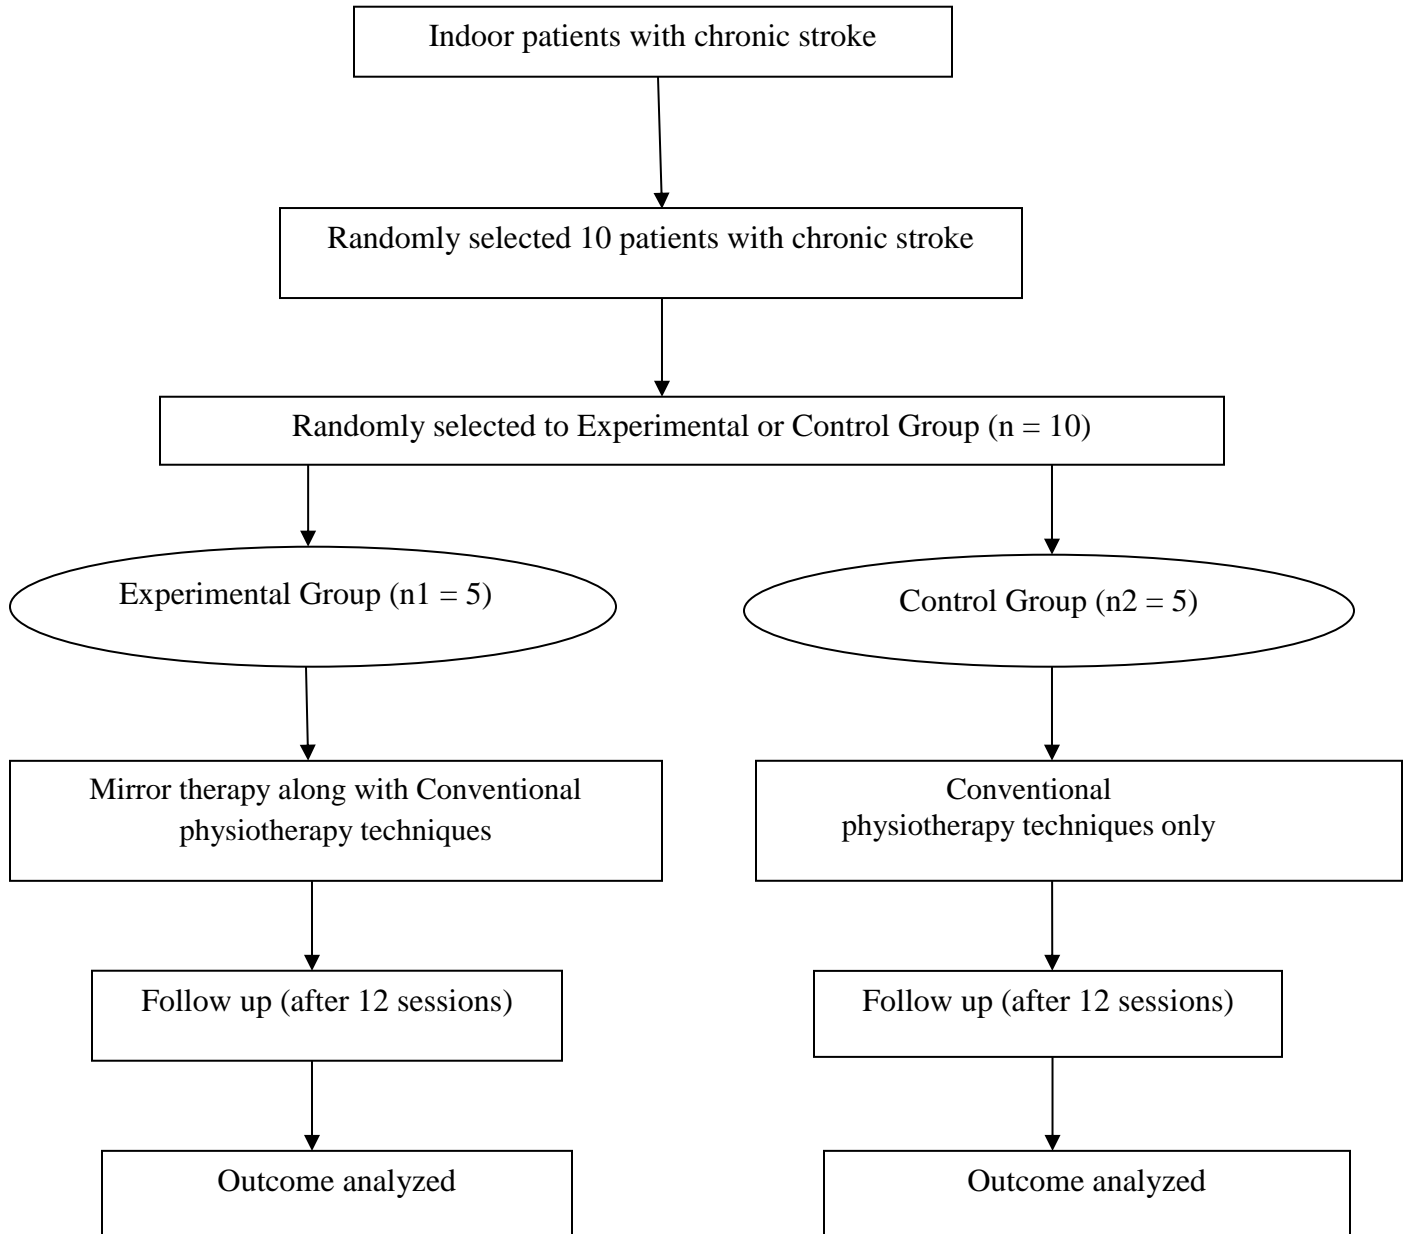 Indoor patients with chronic stroke
Randomly selected 10 patients with chronic stroke
Randomly selected to Experimental or Control Group (n = 10)
Experimental Group (n1 = 5)
Control Group (n2 = 5)
Mirror therapy along with Conventional
physiotherapy techniques
Conventional
physiotherapy techniques only
Follow up (after 12 sessions)
Follow up (after 12 sessions)
Outcome analyzed
Outcome analyzed